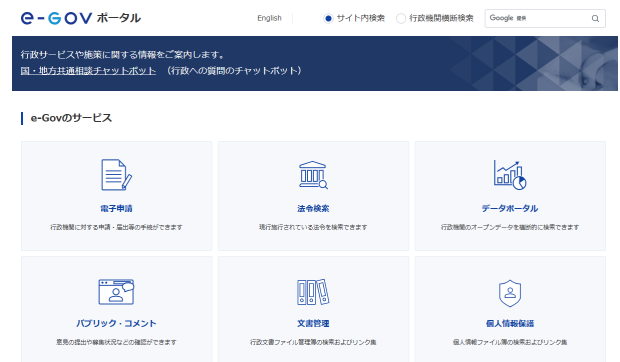 e-GOV ポータル
English
サイト内検索
行政機関横断検索
Google 提供
行政サービスや施策に関する情報をご案内します。
国・地方共通相談チャットボット （行政への質問のチャットボット）
e-Govのサービス
電子申請
法令検索
データポータル
行政機関に対する申請・届出等の手続ができます
現行施行されている法令を検索できます
行政機関のオープンデータを横断的に検索できます
パブリック・コメント
文書管理
個人情報保護
意見の提出や募集状況などの確認ができます
行政文書ファイル管理簿の検索およびリンク集
個人情報ファイル簿の検索およびリンク集